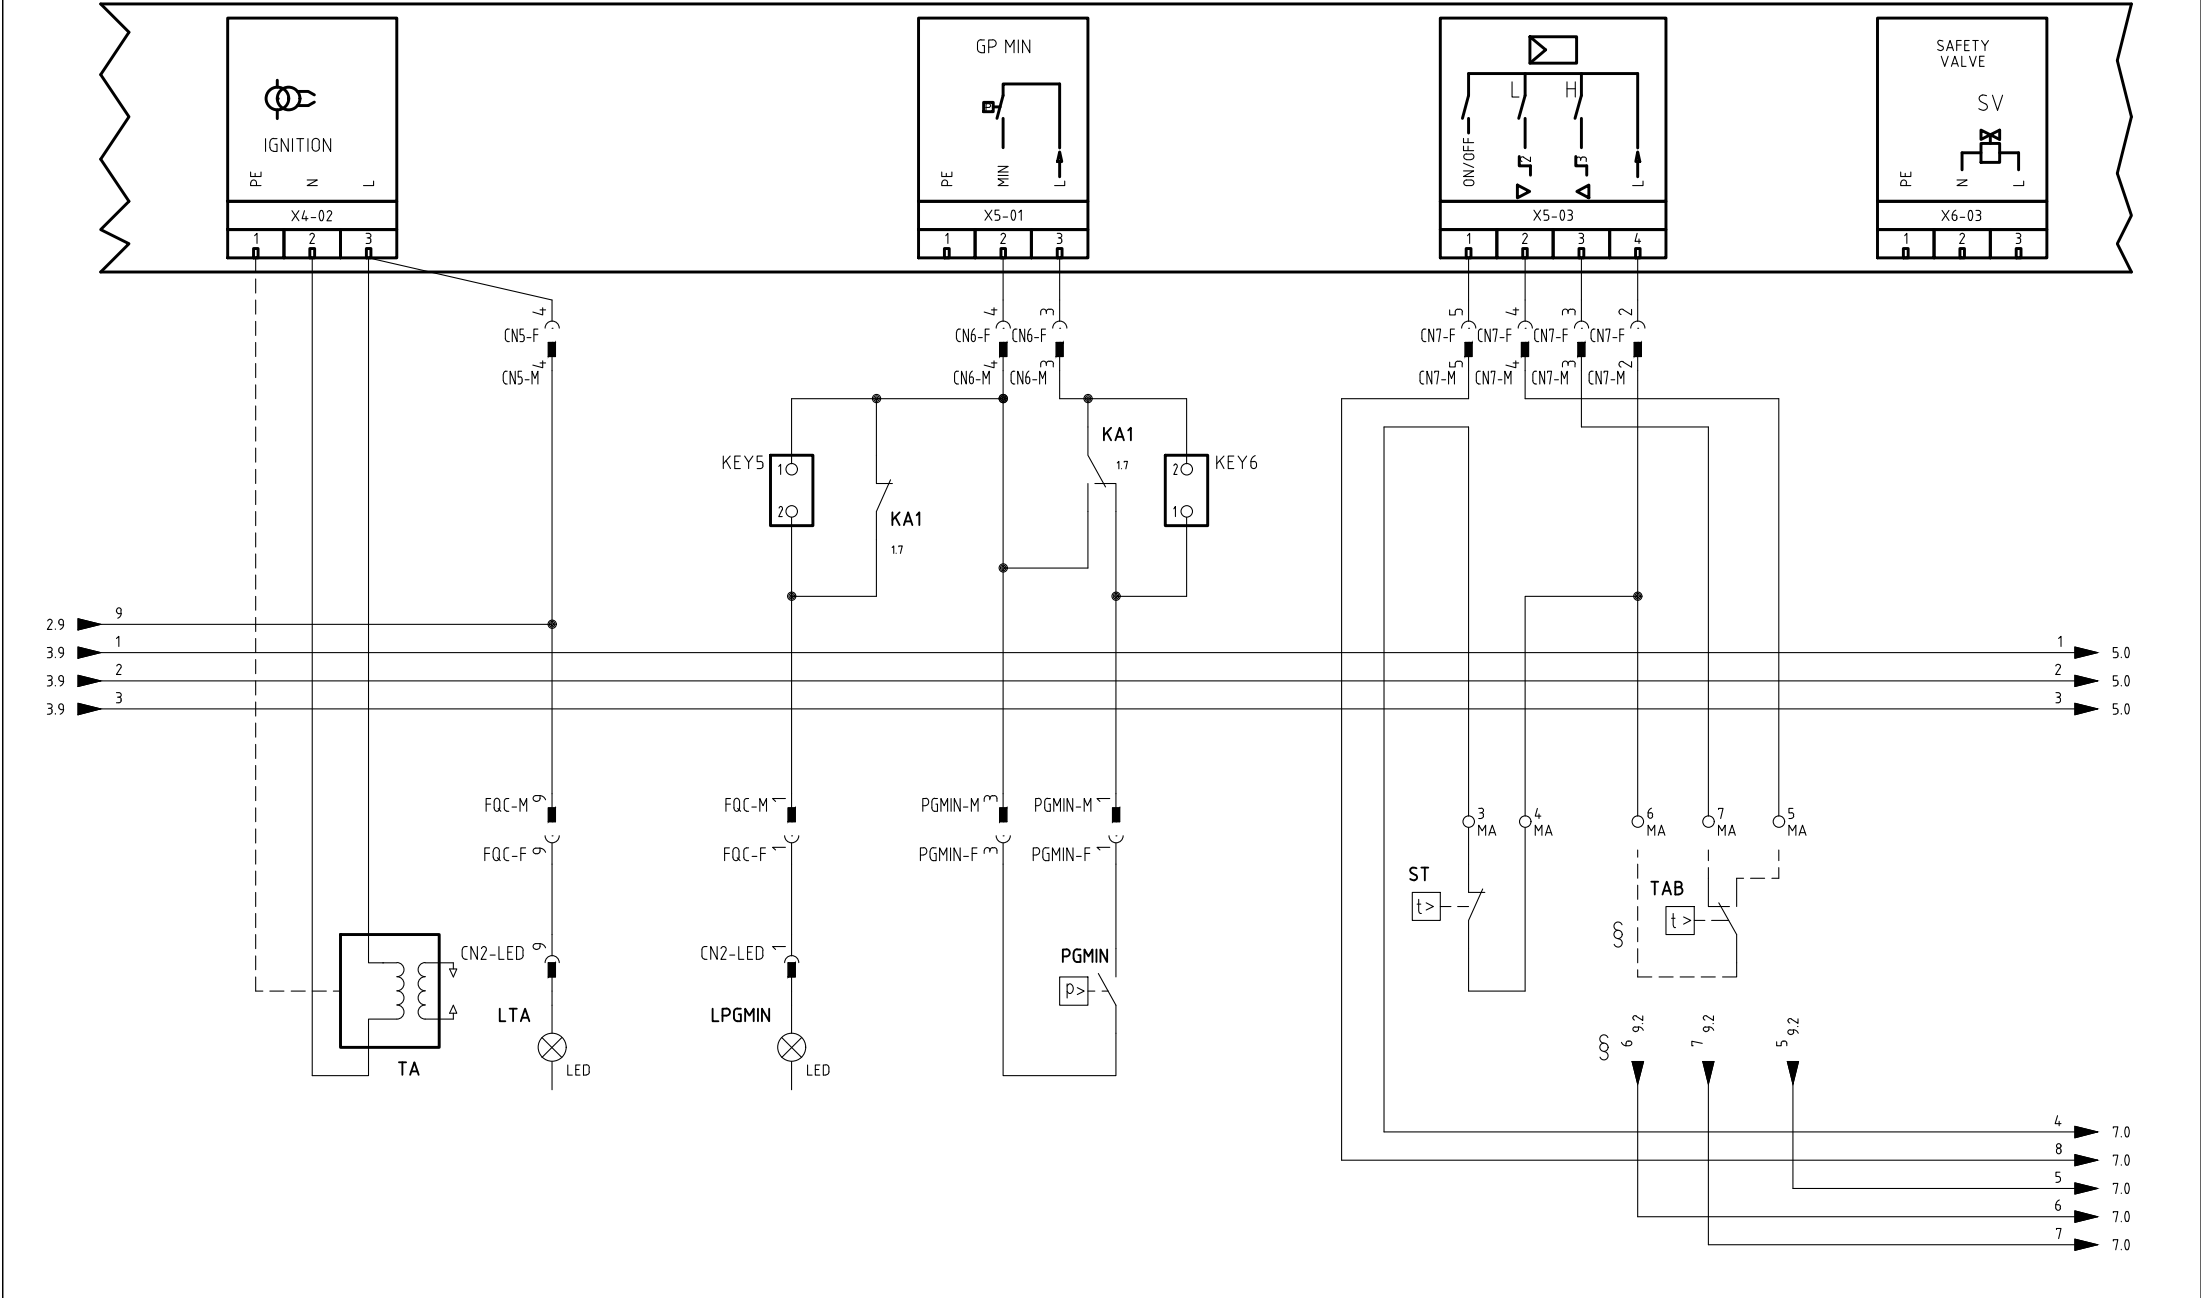 GP MIN
SAFETY
VALVE
SV
L H
P
IGNITION
PE N L
PE MIN L
ON/OFF 2 3 L
PE N L
X4-02
X5-01
X5-03
X6-03
1 2 3
1 2 3
1 2 3 4
1 2 3
4 4 3 5 4 3 2
CN5-F CN6-F CN6-F CN7-F CN7-F CN7-F CN7-F
4 4 3 5 4 3 2
CN5-M CN6-M CN6-M CN7-M CN7-M CN7-M CN7-M
KA1
1.7
KEY5 1
2 KEY6
2
1
KA1
1.7
2.9 9
3.9 1 1 5.0
3.9 2 2 5.0
3.9 3 3 5.0
FQC-M 9 FQC-M 1 PGMIN-M 3 PGMIN-M 1
3 4 6 7 5
MA MA MA MA MA
FQC-F 9 FQC-F 1 PGMIN-F 3 PGMIN-F 1
ST
t>
TAB
t>
§
CN2-LED 9 CN2-LED 1
PGMIN
p>
LTA LPGMIN
LED LED
TA
§ 6 9.2 7 9.2 5 9.2
4 7.0
8 7.0
5 7.0
6 7.0
7 7.0